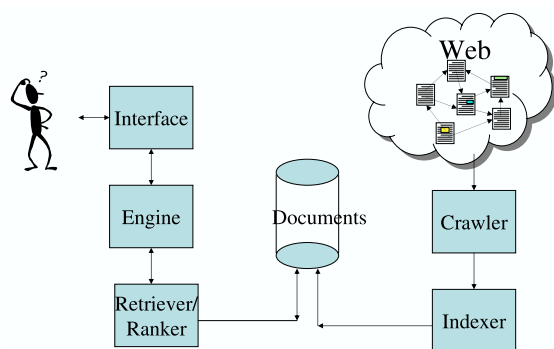 ?
Web
Interface
Engine
Documents
Crawler
Retriever/
Ranker
Indexer